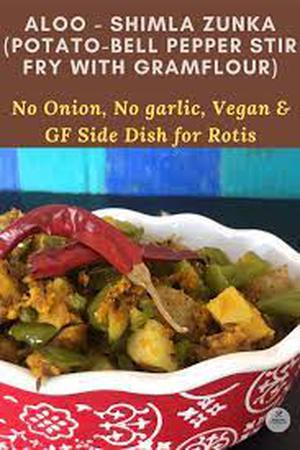 ALOO - SHIMLA ZUNKA
(POTATO-BELL PEPPER STIR
FRY WITH GRAMFLOUR)
No Onion, No garlic, Vegan &
GF Side Dish for Rotis